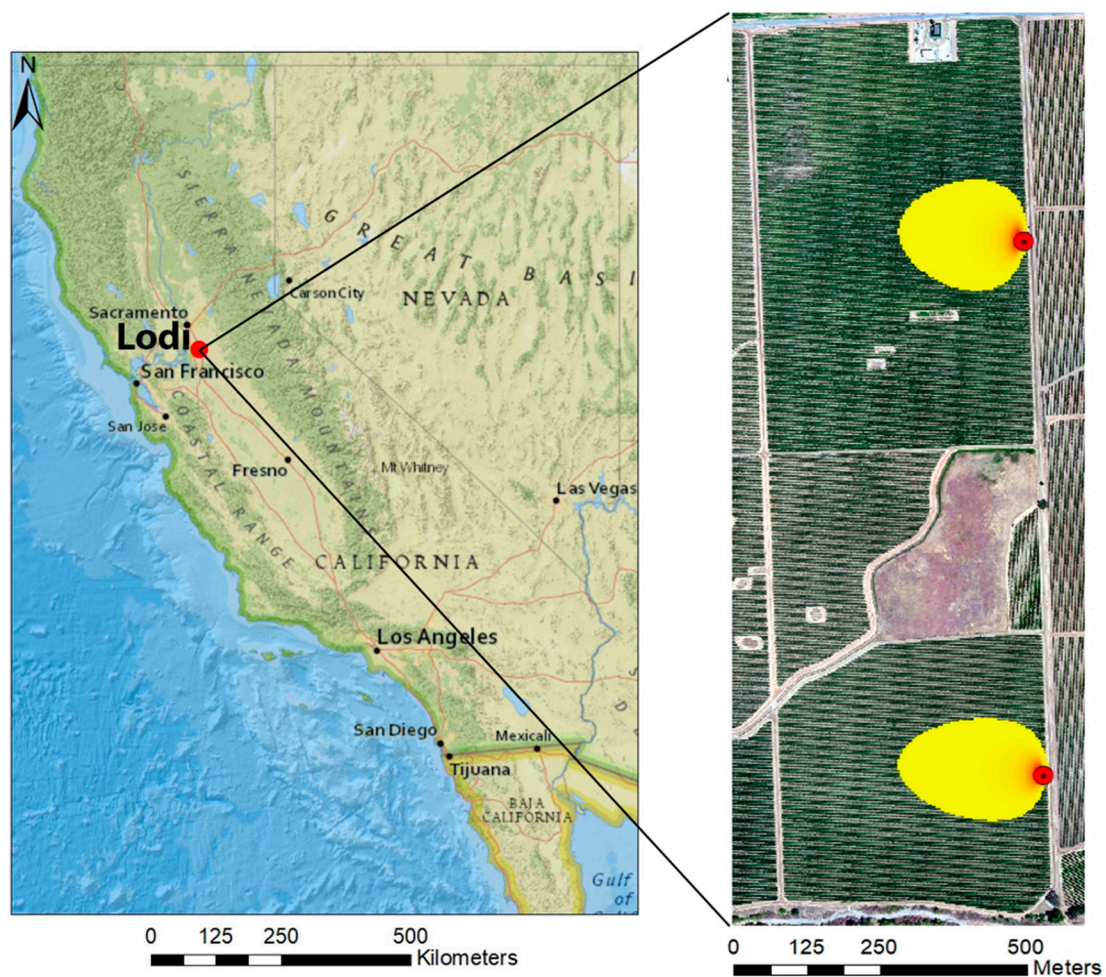 N
SIERRA NEVADA MOUNTAINS
GREAT BASI
Carson City
NEVADA
Sacramento
Lodi
San Francisco
San Jose
COASTAL RANGE
Fresno
Mt Whitney
Las Vegas
CALIFORNIA
Los Angeles
San Diego
Mexicali
Tijuana
BAJA
CALIFORNIA
Gulf
of
0 125 250 500
Kilometers
0 125 250 500
Meters